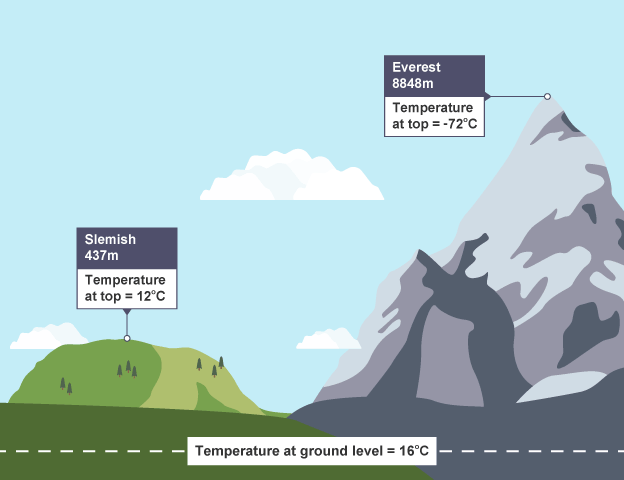 Everest
8848m
Temperature
at top = -72°C
Slemish
437m
Temperature
at top = 12°C
Temperature at ground level = 16°C